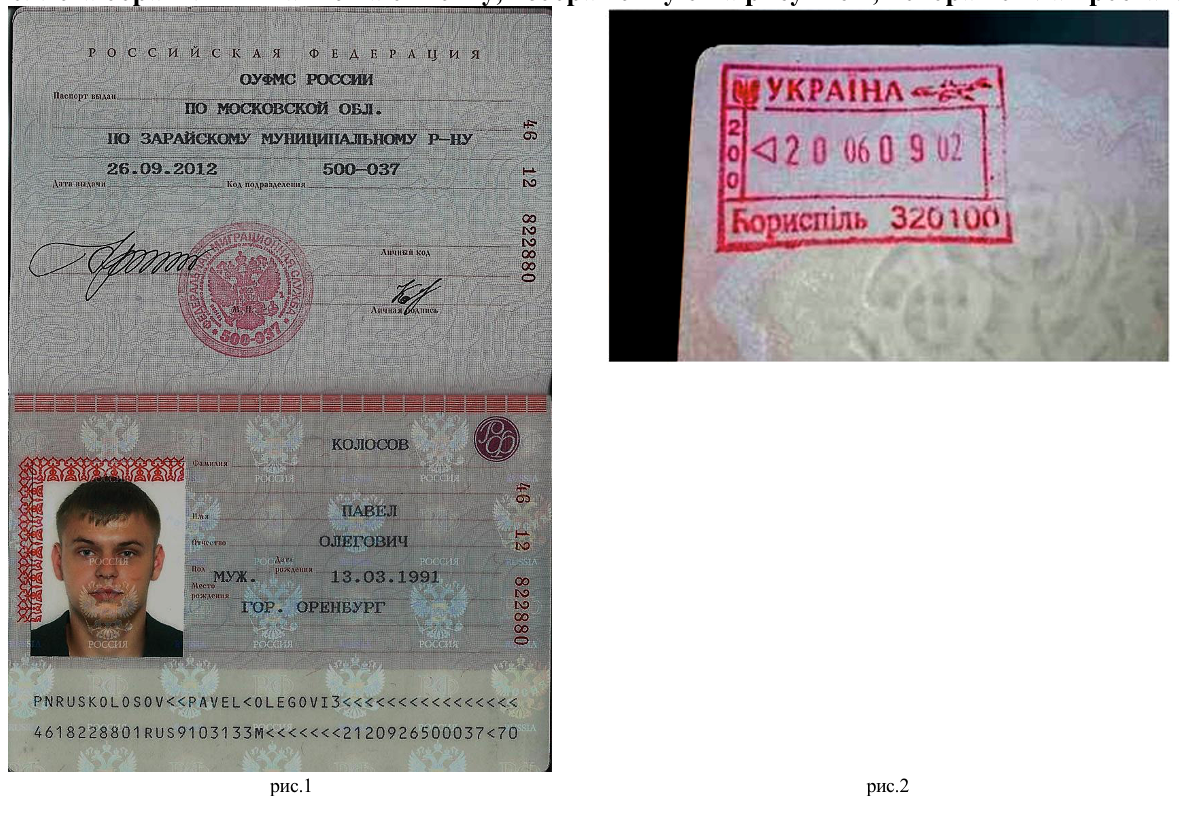 РОССИЙСКАЯ ФЕДЕРАЦИЯ
Паспорт выдан
ОУФМС РОССИИ
ПО МОСКОВСКОЙ ОБЛ.
ПО ЗАРАЙСКОМУ МУНИЦИПАЛЬНОМУ Р-НУ
Дата выдачи 26.09.2012 Код подразделения 500-037
46 12 822880
Личный код
Личная подпись
М.П.
500-037
КОЛОСОВ
Фамилия
Имя ПАВЕЛ
Отчество ОЛЕГОВИЧ
Пол МУЖ. Дата рождения 13.03.1991
Место рождения ГОР. ОРЕНБУРГ
46 12 822880
РОССИЯ
PNRUSKOLOSOV<<PAVEL<OLEGOVI3<<<<<<<<<<<<<<<<
4618228801RUS9103133M<<<<<<<2120926500037<70
рис.1
УКРАЇНА
200
20 06 09 02
Бориспіль 320100
рис.2